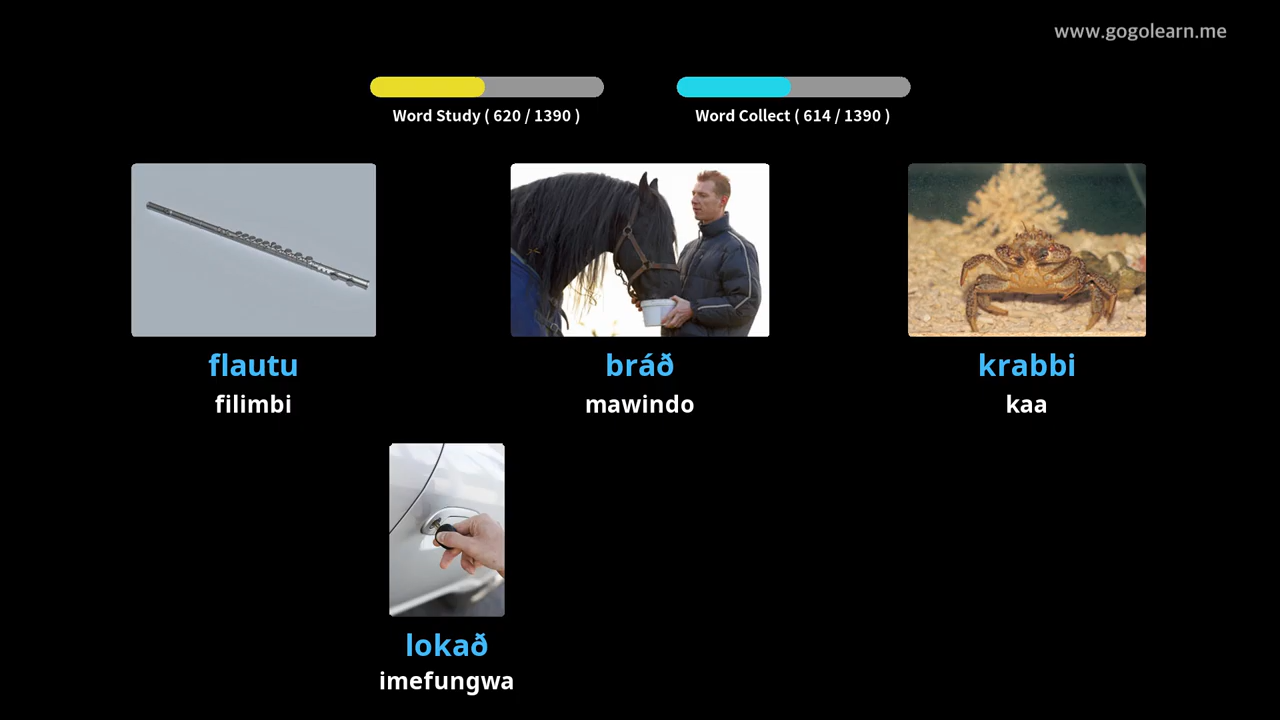 www.gogolearn.me
Word Study ( 620 / 1390 )
Word Collect ( 614 / 1390 )
flautu
filimbi
bráð
mawindo
krabbi
kaa
lokað
imefungwa